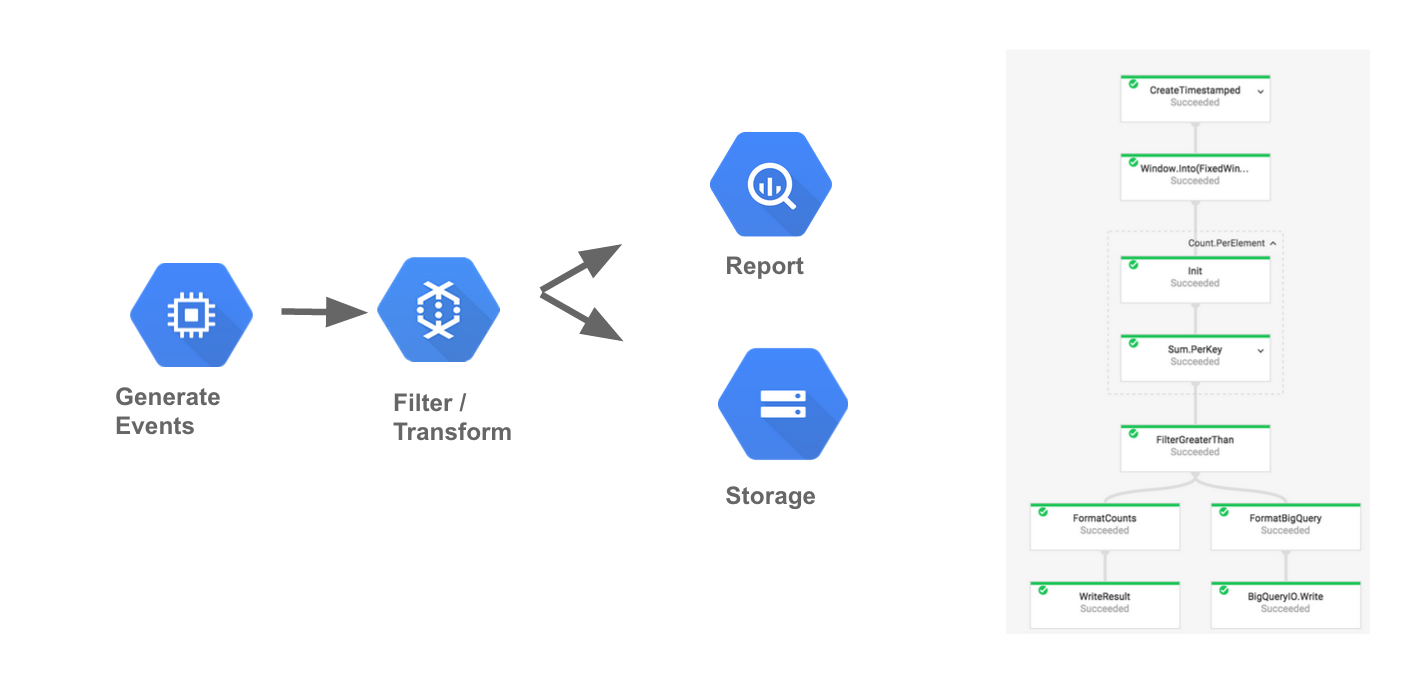 Generate
Events
Filter /
Transform
Report
Storage
CreateTimestamped
Succeeded
Window.Into(FixedWin...
Succeeded
Count.PerElement
Init
Succeeded
Sum.PerKey
Succeeded
FilterGreaterThan
Succeeded
FormatCounts
Succeeded
FormatBigQuery
Succeeded
WriteResult
Succeeded
BigQueryIO.Write
Succeeded